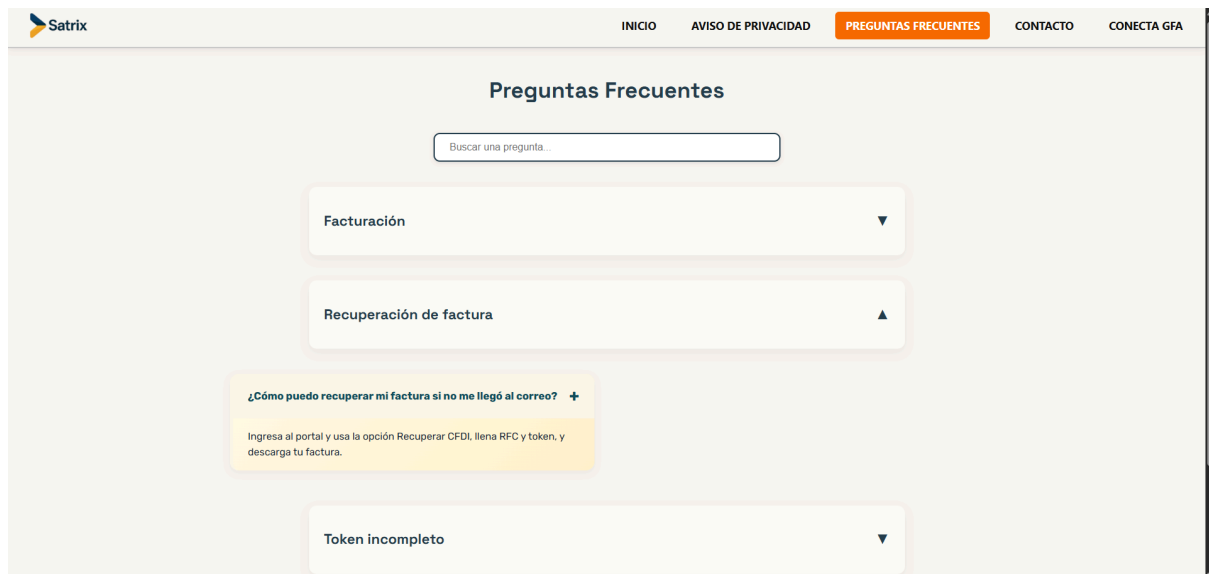 Satrix
INICIO
AVISO DE PRIVACIDAD
PREGUNTAS FRECUENTES
CONTACTO
CONECTA GFA
Preguntas Frecuentes
Buscar una pregunta...
Facturación ▼
Recuperación de factura ▲
¿Cómo puedo recuperar mi factura si no me llegó al correo? +
Ingresa al portal y usa la opción Recuperar CFDI, llena RFC y token, y
descarga tu factura.
Token incompleto ▼